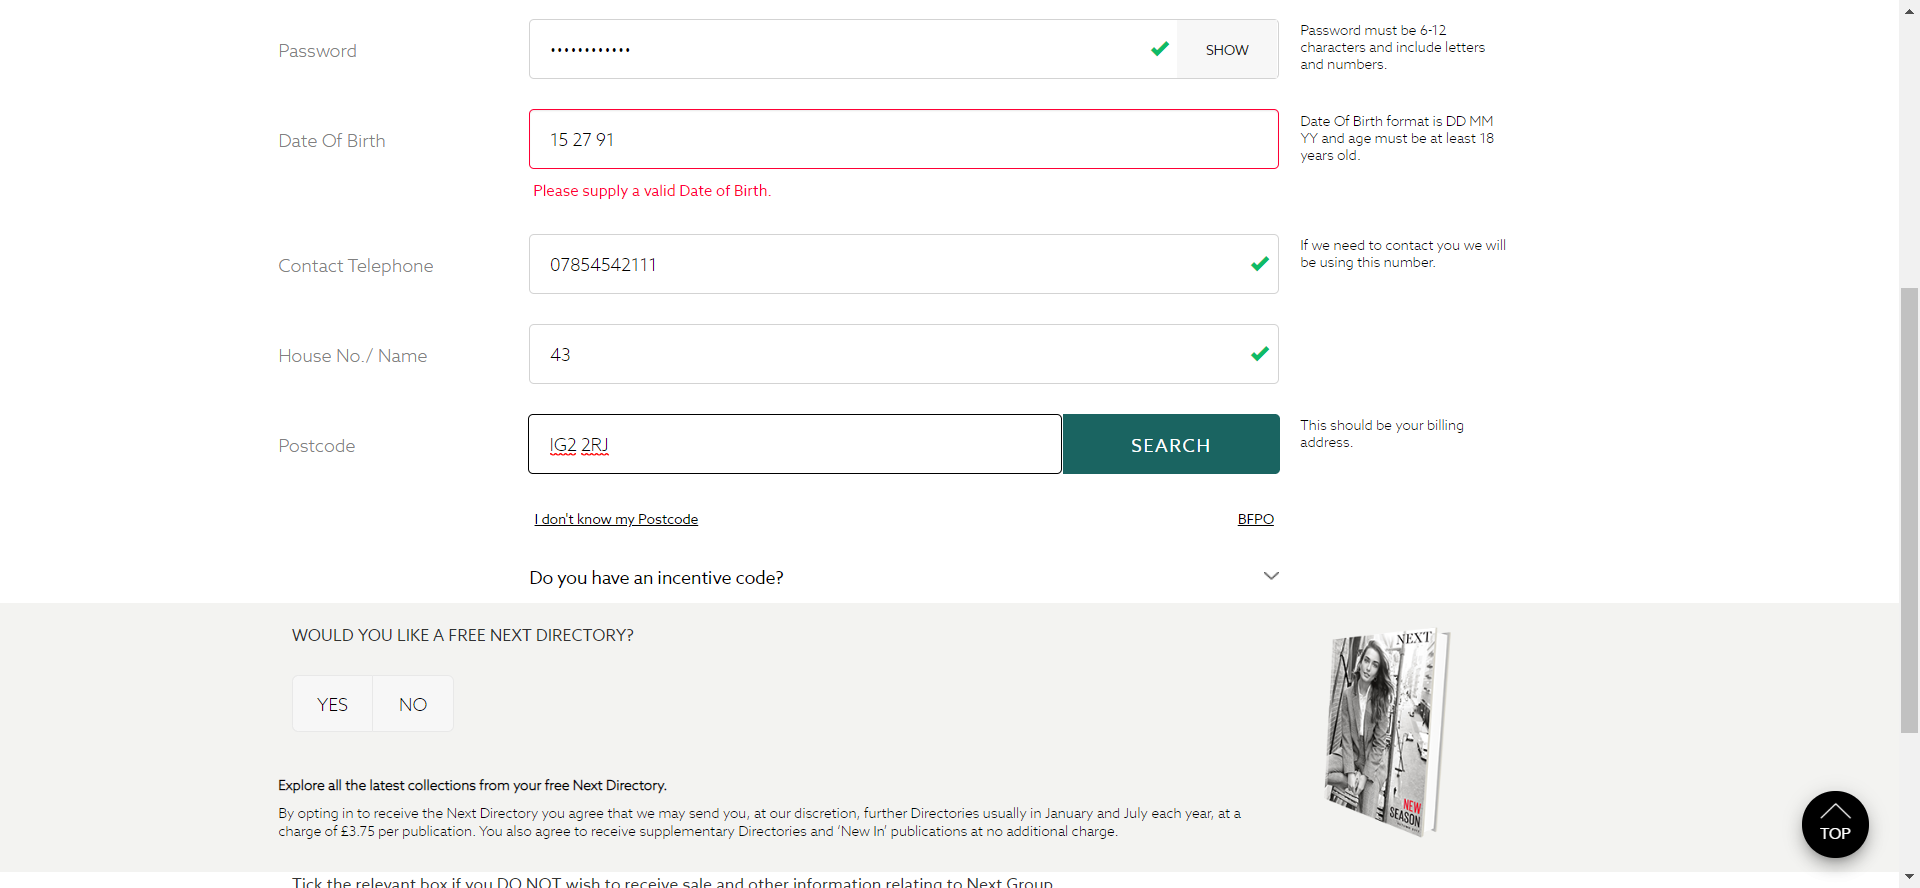 Password
••••••••••••
SHOW
Password must be 6-12
characters and include letters
and numbers.
Date Of Birth
15 27 91
Date Of Birth format is DD MM
YY and age must be at least 18
years old.
Please supply a valid Date of Birth.
Contact Telephone
07854542111
If we need to contact you we will
be using this number.
House No./ Name
43
Postcode
IG2 2RJ
SEARCH
This should be your billing
address.
I don't know my Postcode
BFPO
Do you have an incentive code?
WOULD YOU LIKE A FREE NEXT DIRECTORY?
YES
NO
NEXT
NEW
SEASON
Explore all the latest collections from your free Next Directory.
By opting in to receive the Next Directory you agree that we may send you, at our discretion, further Directories usually in January and July each year, at a
charge of £3.75 per publication. You also agree to receive supplementary Directories and ‘New In’ publications at no additional charge.
TOP
Tick the relevant box if you DO NOT wish to receive sale and other information relating to Next Group